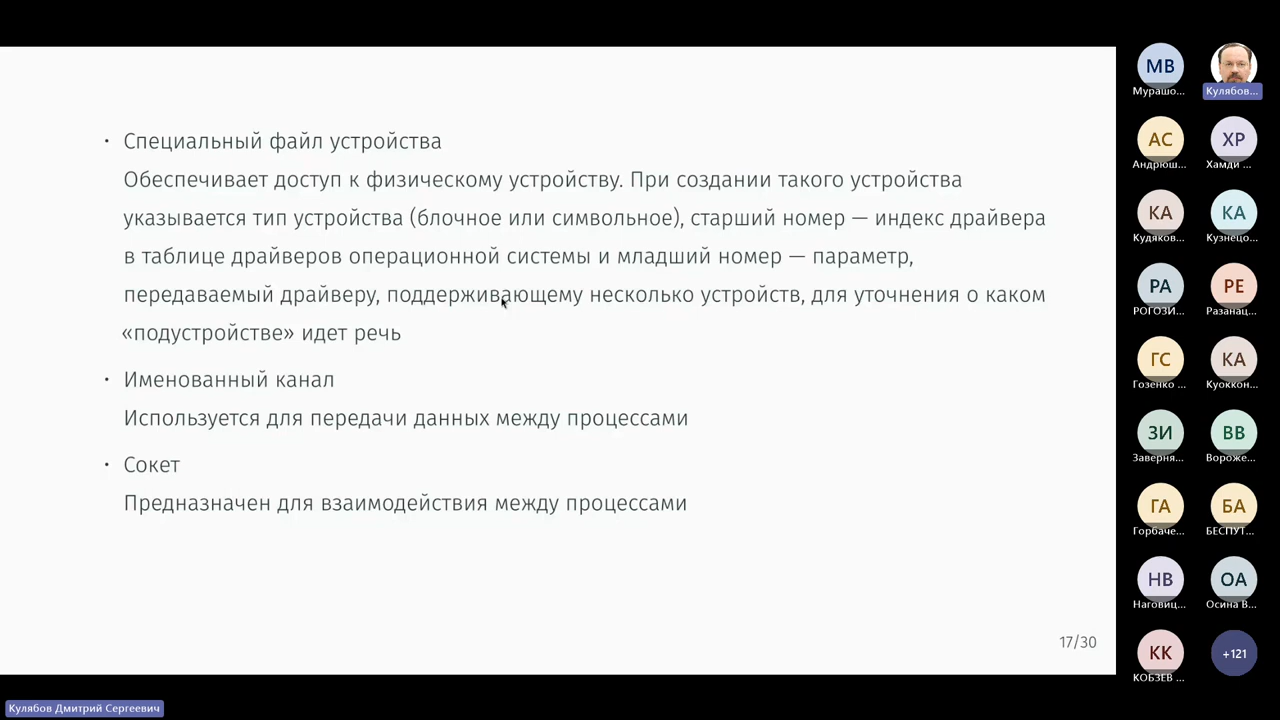 • Специальный файл устройства
Обеспечивает доступ к физическому устройству. При создании такого устройства
указывается тип устройства (блочное или символьное), старший номер — индекс драйвера
в таблице драйверов операционной системы и младший номер — параметр,
передаваемый драйверу, поддерживающему несколько устройств, для уточнения о каком
«подустройстве» идет речь
• Именованный канал
Используется для передачи данных между процессами
• Сокет
Предназначен для взаимодействия между процессами
17/30
МВ
Мурашо...
Кулябов...
АС
ХР
Андрюш...
Хамди ...
КА
КА
Кудяков...
Кузнецо...
РА
РЕ
РОГОЗИ...
Разанац...
ГС
КА
Гозенко ...
Куоккон...
ЗИ
ВВ
Заверня...
Вороже...
ГА
БА
Горбаче...
БЕСПУТ...
НВ
ОА
Наговиц...
Осина В...
КК
+121
КОБЗЕВ ...
Кулябов Дмитрий Сергеевич